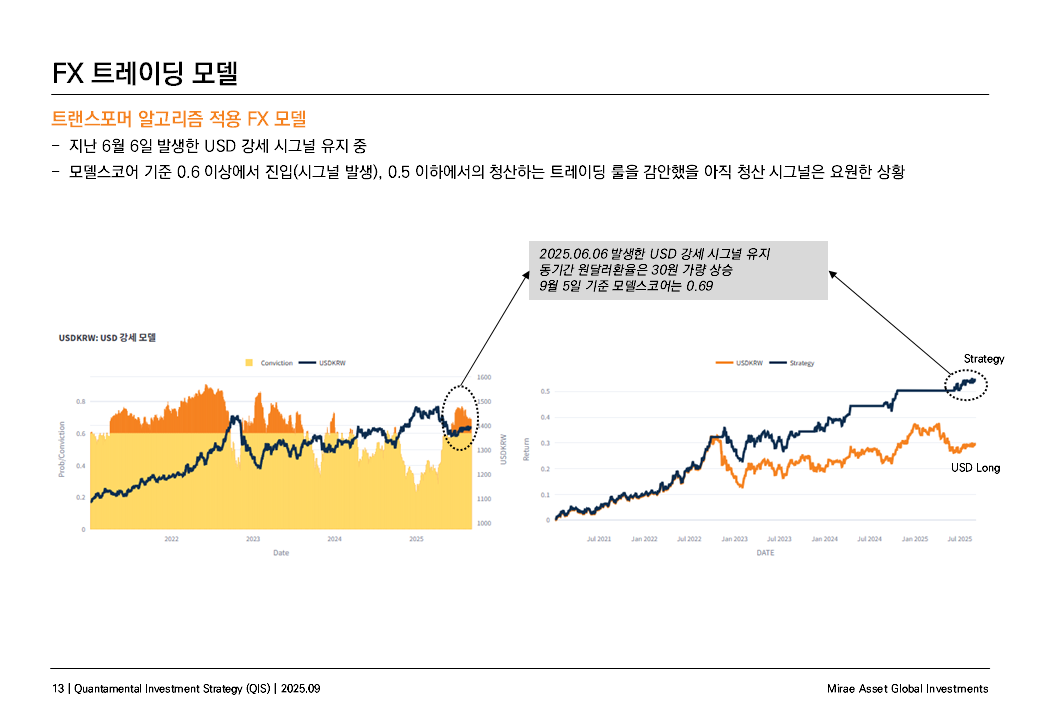 FX 트레이딩 모델
트랜스포머 알고리즘 적용 FX 모델
– 지난 6월 6일 발생한 USD 강세 시그널 유지 중
– 모델스코어 기준 0.6 이상에서 진입(시그널 발생), 0.5 이하에서의 청산하는 트레이딩 룰을 감안했을 아직 청산 시그널은 요원한 상황
2025.06.06 발생한 USD 강세 시그널 유지
동기간 원달러환율은 30원 가량 상승
9월 5일 기준 모델스코어는 0.69
USDKRW: USD 강세 모델
Conviction USDKRW
0.8
0.6
0.4
0.2
0
Prob/Conviction
1600
1500
1400
1300
1200
1100
1000
USDKRW
2022 2023 2024 2025
Date
USDKRW Strategy
Strategy
USD Long
0.5
0.4
0.3
0.2
0.1
0
Return
Jul 2021 Jan 2022 Jul 2022 Jan 2023 Jul 2023 Jan 2024 Jul 2024 Jan 2025 Jul 2025
DATE
13 | Quantamental Investment Strategy (QIS) | 2025.09
Mirae Asset Global Investments